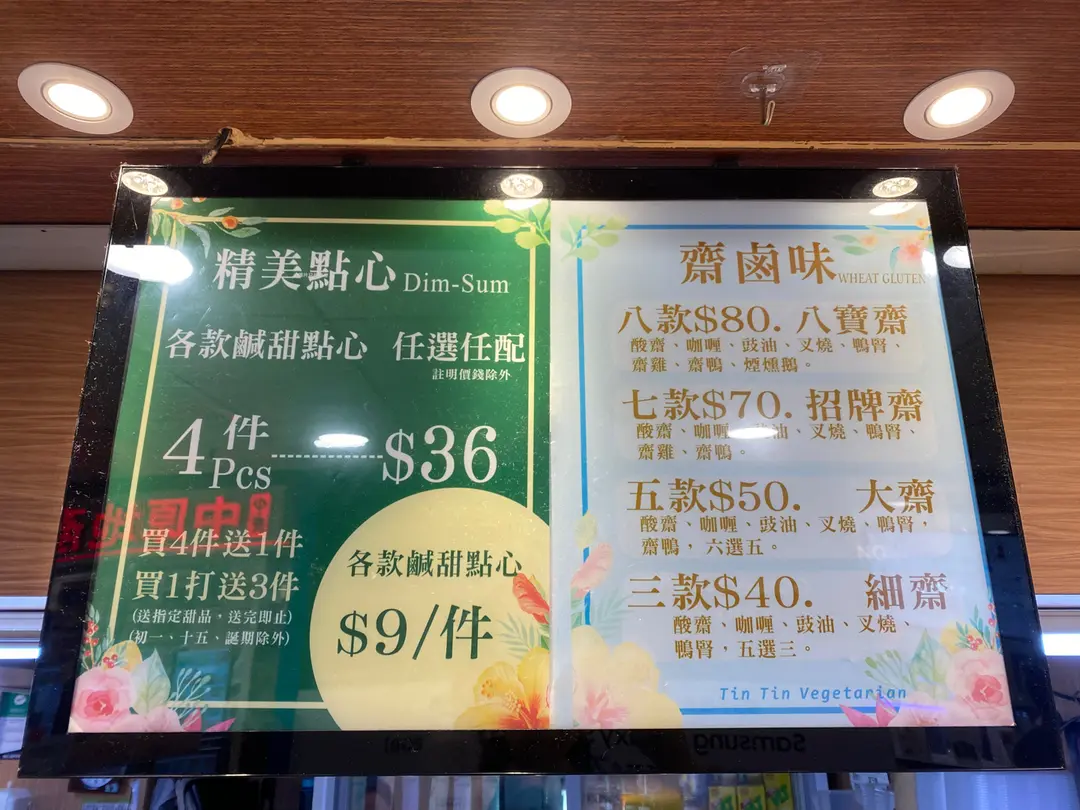 精美點心 Dim-Sum
各款鹹甜點心 任選任配
註明價錢除外
4件 Pcs $36
買4件送1件
買1打送3件
(送指定甜品，送完即止)
(初一、十五、誕期除外)
各款鹹甜點心
$9/件
齋鹵味 WHEAT GLUTEN
八款$80. 八寶齋
酸齋、咖喱、豉油、叉燒、鴨腎、
齋雞、齋鴨、煙燻鵝。
七款$70. 招牌齋
酸齋、咖喱、豉油、叉燒、鴨腎、
齋雞、齋鴨。
五款$50. 大齋
酸齋、咖喱、豉油、叉燒、鴨腎，
齋鴨，六選五。
三款$40. 細齋
酸齋、咖喱、豉油、叉燒、
鴨腎，五選三。
Tin Tin Vegetarian
Samsung